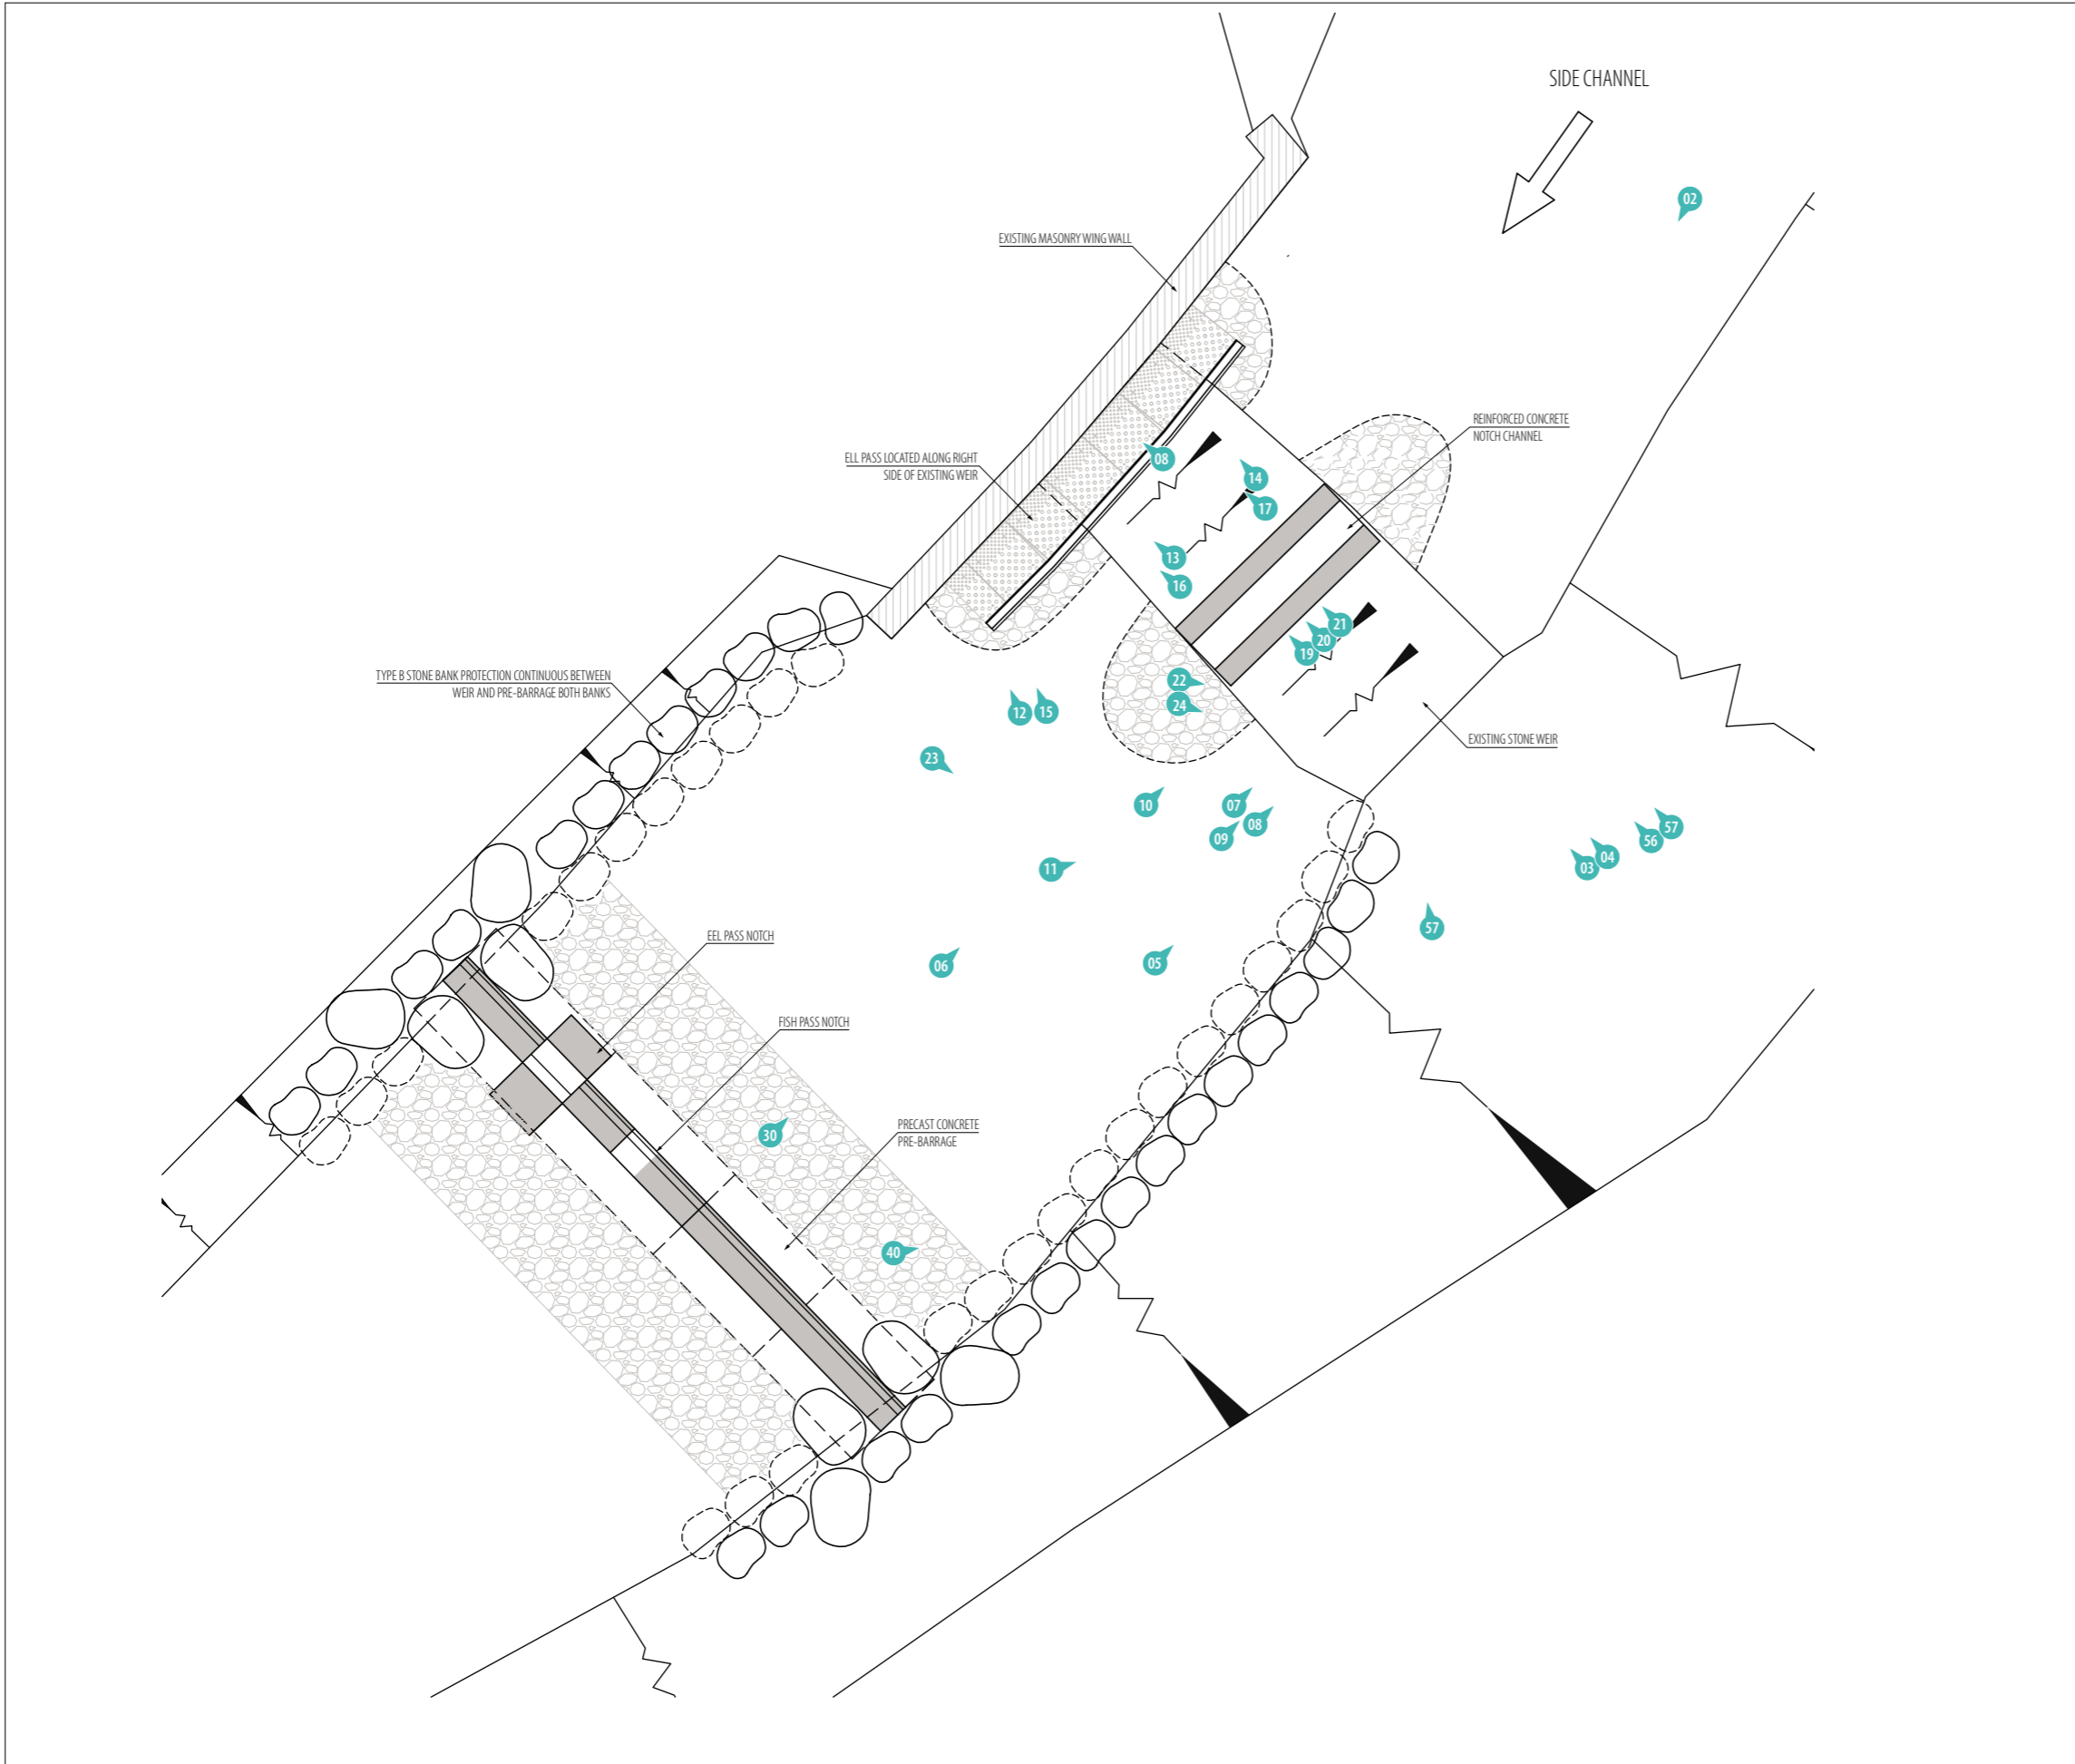 SIDE CHANNEL
02
EXISTING MASONRY WING WALL
REINFORCED CONCRETE
NOTCH CHANNEL
ELL PASS LOCATED ALONG RIGHT
SIDE OF EXISTING WEIR
08
14
17
13
16
21
20
19
TYPE B STONE BANK PROTECTION CONTINUOUS BETWEEN
WEIR AND PRE-BARRAGE BOTH BANKS
22
24
12
15
EXISTING STONE WEIR
23
10
07
08
09
57
56
04
03
11
57
EEL PASS NOTCH
06
05
FISH PASS NOTCH
30
PRECAST CONCRETE
PRE-BARRAGE
40